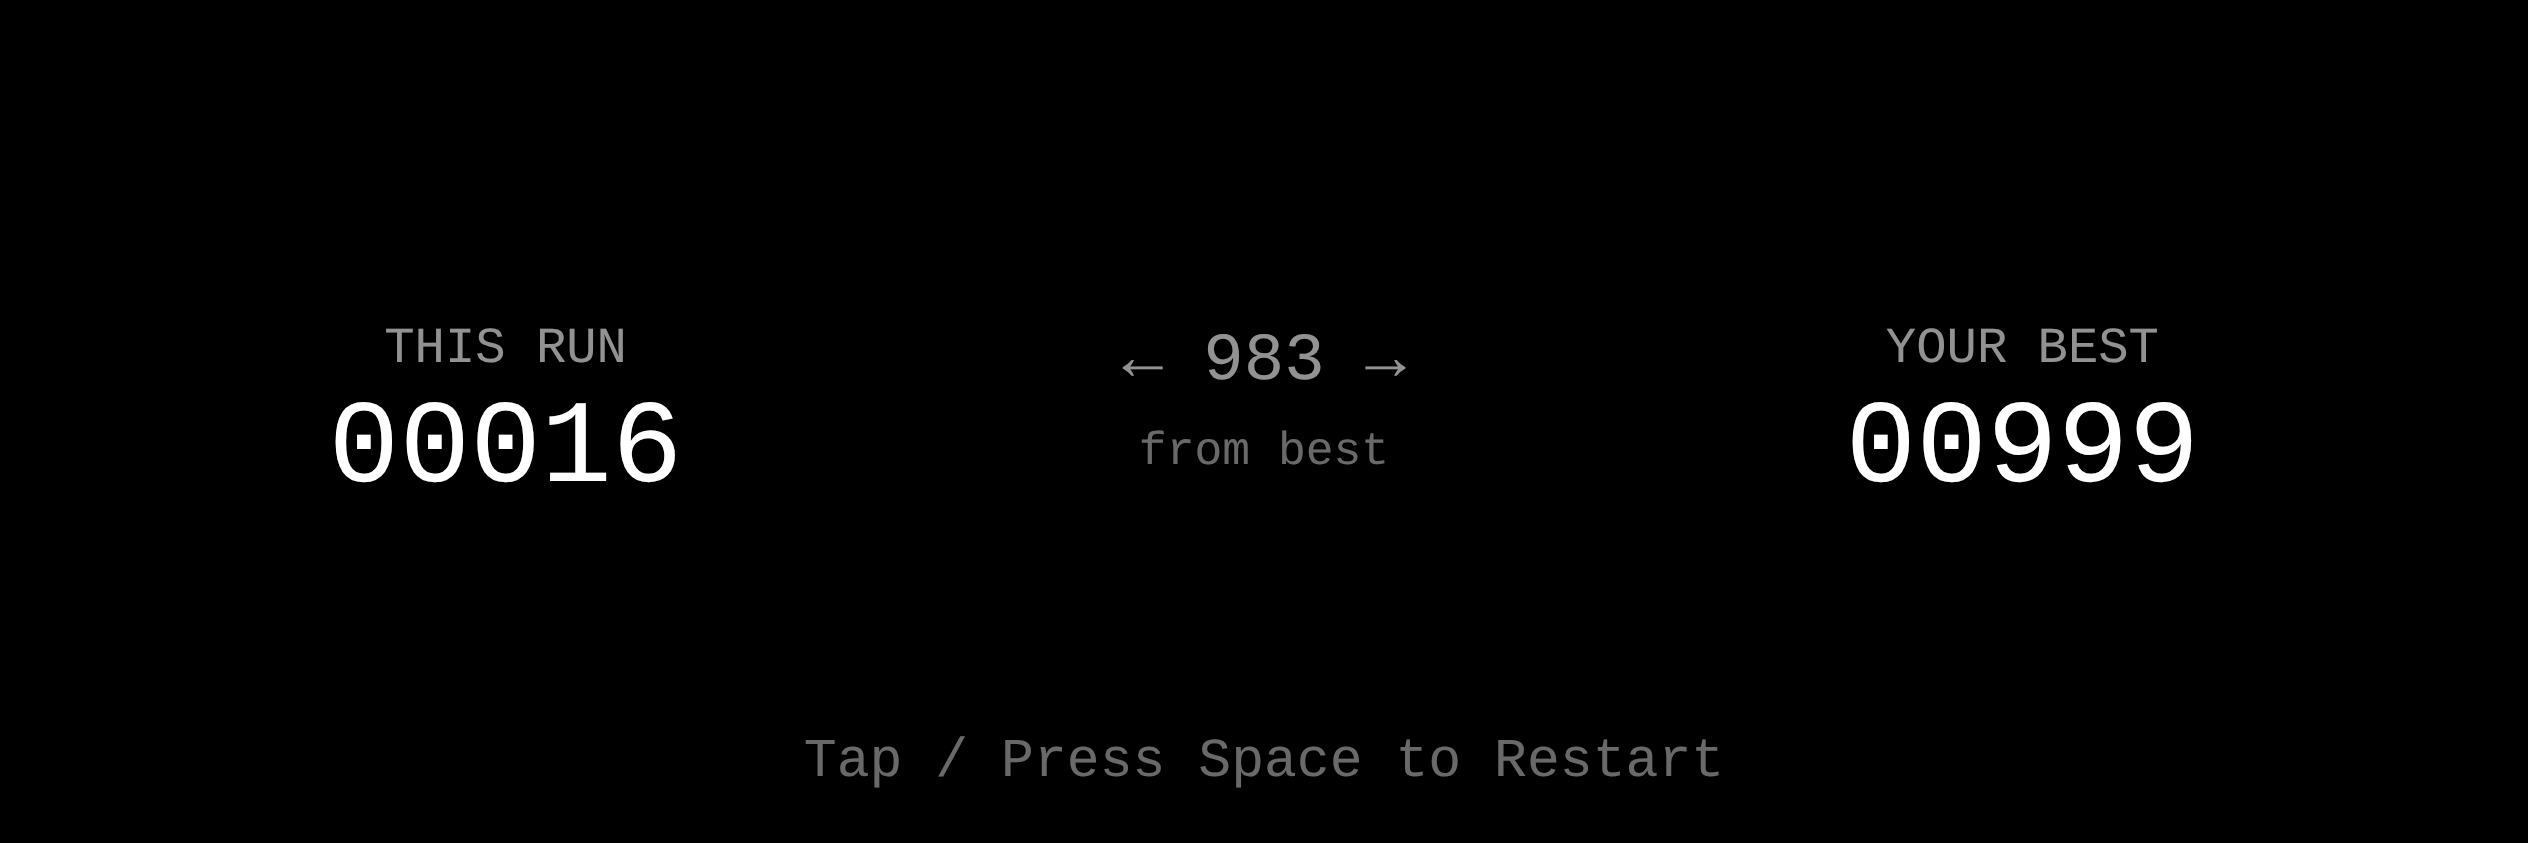 THIS RUN
00016
← 983 →
from best
YOUR BEST
00999
Tap / Press Space to Restart